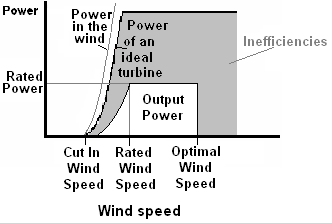 Power
Power
in the
wind
Power
of an
ideal
turbine
Inefficiencies
Rated
Power
Output
Power
Cut In
Wind
Speed
Rated
Wind
Speed
Optimal
Wind
Speed
Wind speed